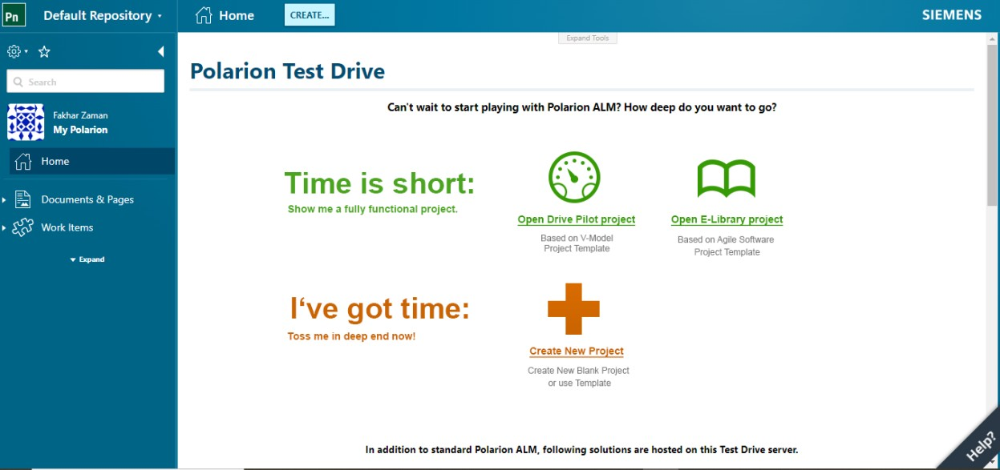 Pn
Default Repository
Home
CREATE...
SIEMENS
Expand Tools
Search
Fakhar Zaman
My Polarion
Home
Documents & Pages
Work Items
Expand
Polarion Test Drive
Can't wait to start playing with Polarion ALM? How deep do you want to go?
Time is short:
Show me a fully functional project.
Open Drive Pilot project
Based on V-Model
Project Template
Open E-Library project
Based on Agile Software
Project Template
I‘ve got time:
Toss me in deep end now!
Create New Project
Create New Blank Project
or use Template
In addition to standard Polarion ALM, following solutions are hosted on this Test Drive server.
Help?